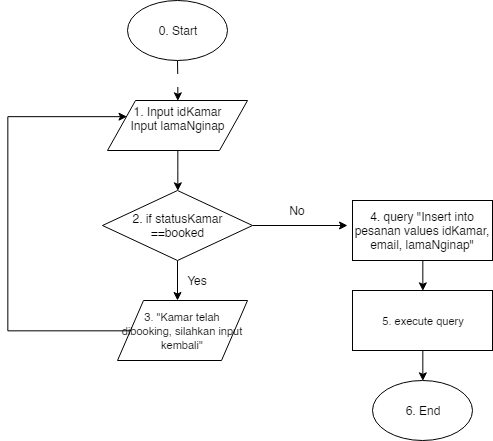 0. Start
1. Input idKamar
Input lamaNginap
2. if statusKamar
==booked
No
Yes
3. "Kamar telah
dibooking, silahkan input
kembali"
4. query "Insert into
pesanan values idKamar,
email, lamaNginap"
5. execute query
6. End